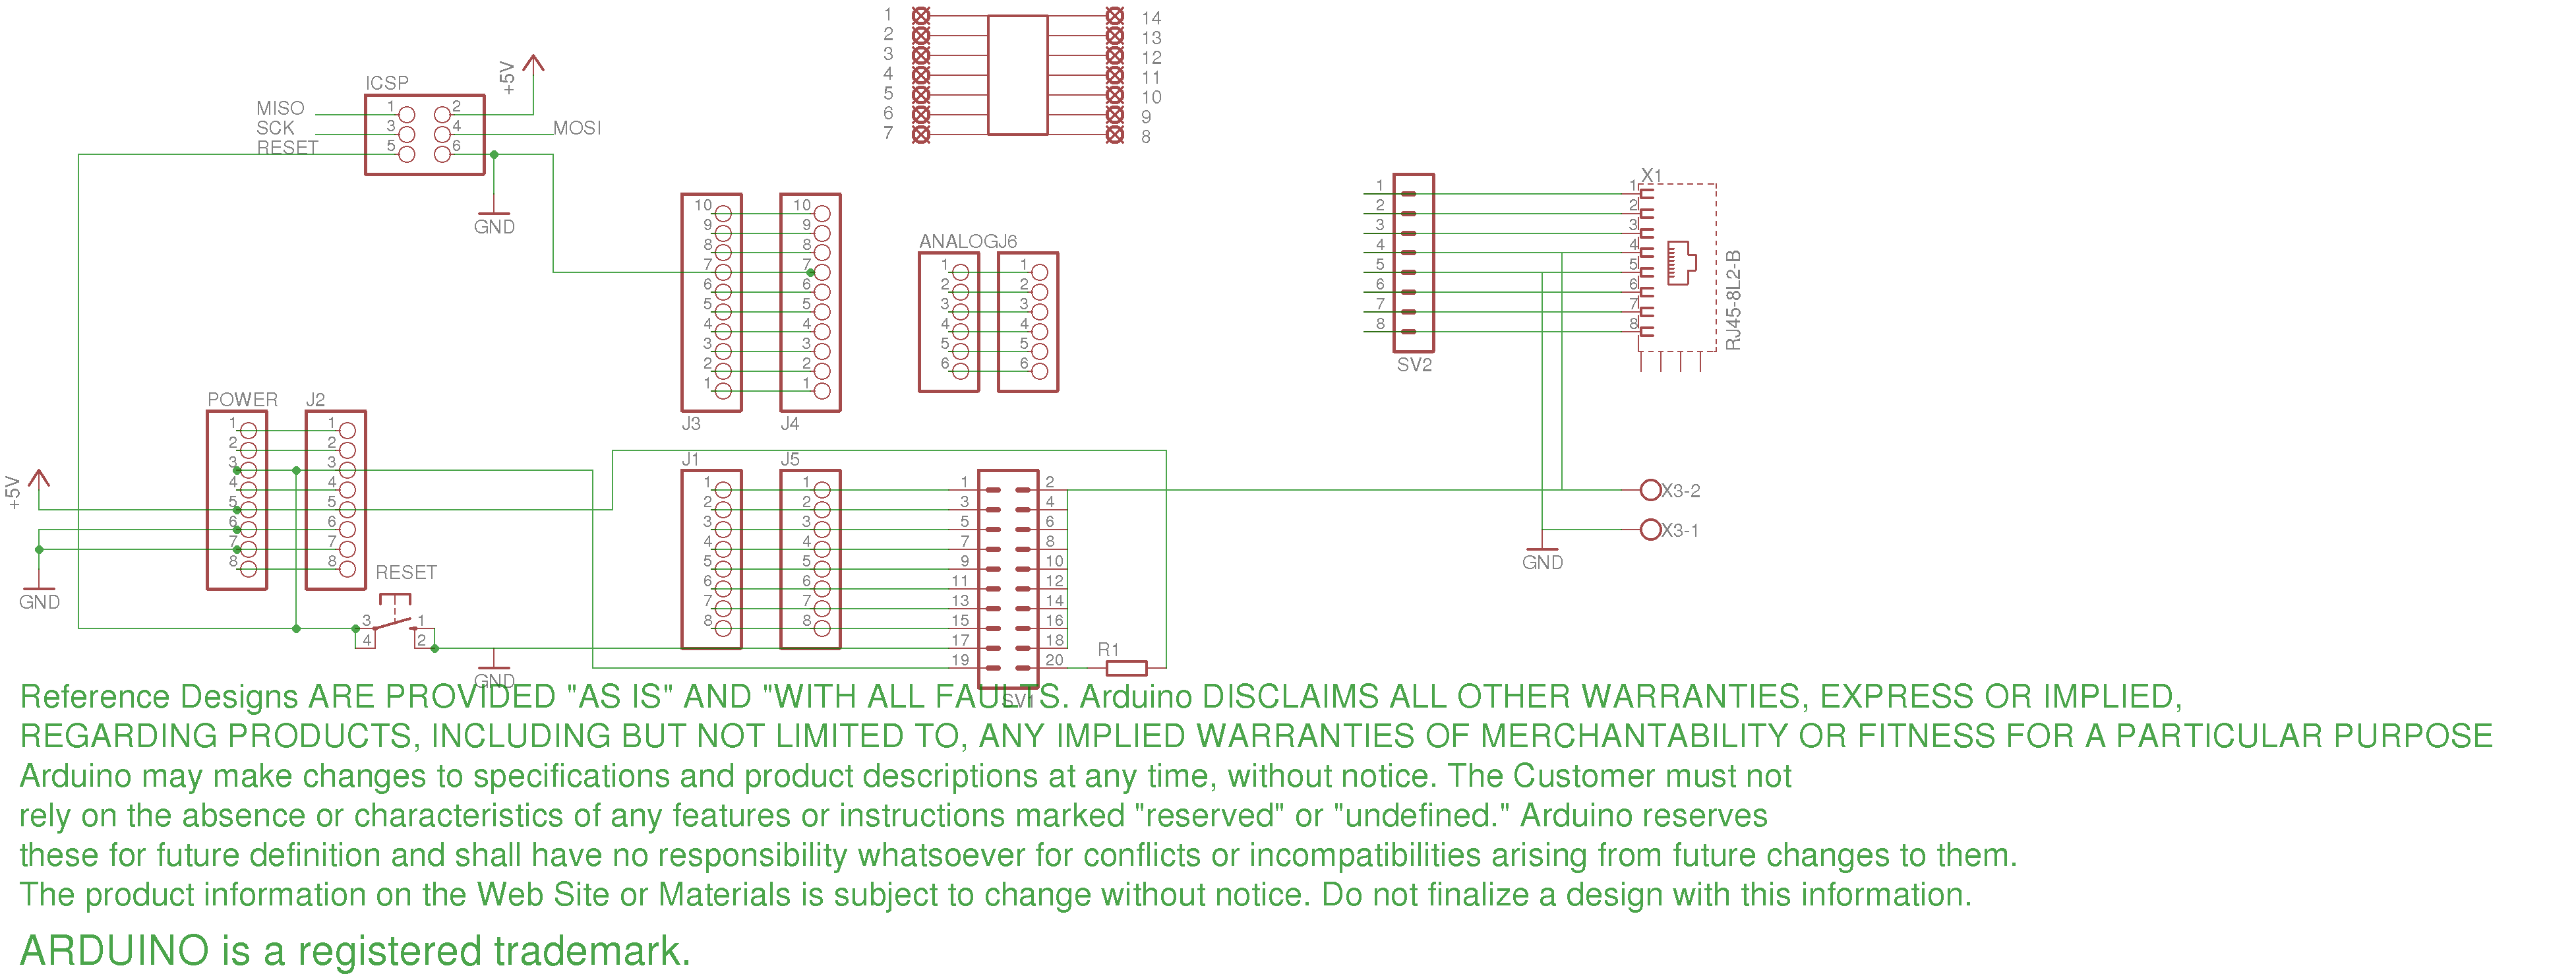 1 14
2 13
3 12
4 11
5 10
6 9
7 8
+5V
ICSP
MISO 1 2
SCK 3 4 MOSI
RESET 5 6
GND
10 10
9 9
8 8
7 7
6 6
5 5
4 4
3 3
2 2
1 1
J3 J4
ANALOG J6
1 1
2 2
3 3
4 4
5 5
6 6
X1
1 1
2 2
3 3
4 4
5 5
6 6
7 7
8 8
SV2
RJ45-8L2-B
POWER J2
1 1
2 2
3 3
4 4
5 5
6 6
7 7
8 8
+5V
GND
RESET
3 1
4 2
GND
J1 J5
1 1 1 2
2 2 3 4
3 3 5 6
4 4 7 8
5 5 9 10
6 6 11 12
7 7 13 14
8 8 15 16
17 18
19 20
R1
SV1
X3-2
X3-1
GND
Reference Designs ARE PROVIDED "AS IS" AND "WITH ALL FAULTS. Arduino DISCLAIMS ALL OTHER WARRANTIES, EXPRESS OR IMPLIED,
REGARDING PRODUCTS, INCLUDING BUT NOT LIMITED TO, ANY IMPLIED WARRANTIES OF MERCHANTABILITY OR FITNESS FOR A PARTICULAR PURPOSE
Arduino may make changes to specifications and product descriptions at any time, without notice. The Customer must not
rely on the absence or characteristics of any features or instructions marked "reserved" or "undefined." Arduino reserves
these for future definition and shall have no responsibility whatsoever for conflicts or incompatibilities arising from future changes to them.
The product information on the Web Site or Materials is subject to change without notice. Do not finalize a design with this information.
ARDUINO is a registered trademark.